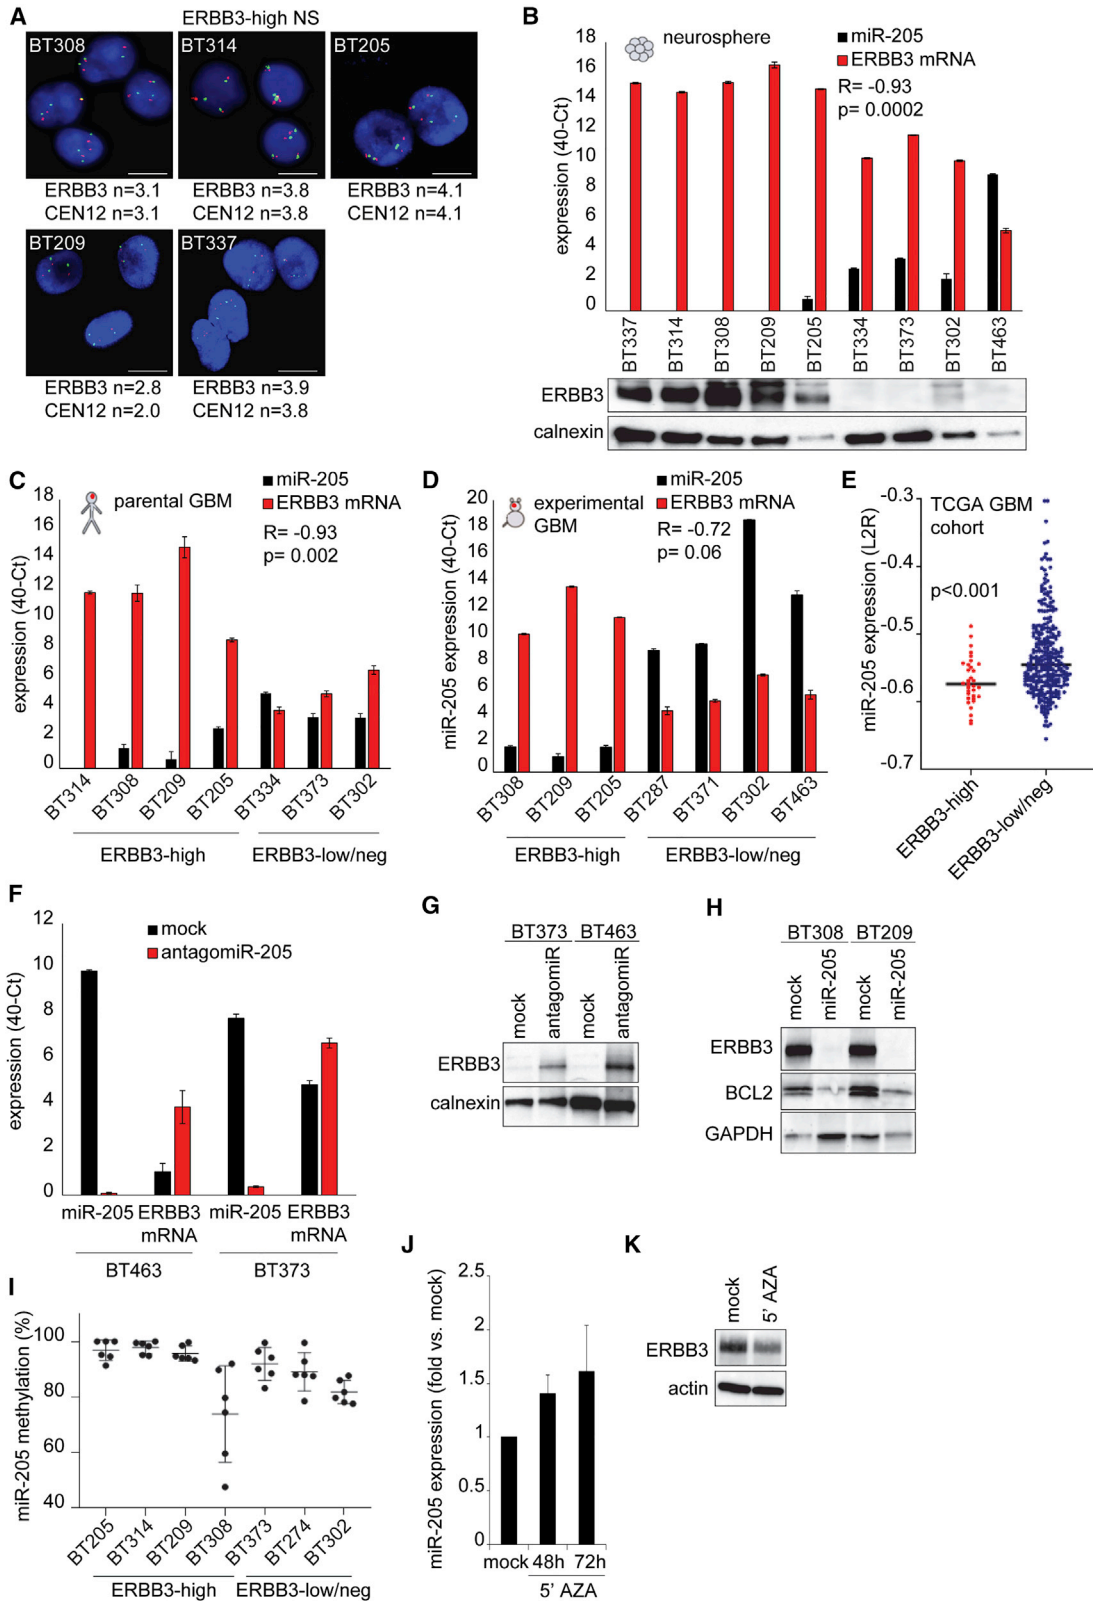 A
ERBB3-high NS
BT308
BT314
BT205
ERBB3 n=3.1
CEN12 n=3.1
ERBB3 n=3.8
CEN12 n=3.8
ERBB3 n=4.1
CEN12 n=4.1
BT209
BT337
ERBB3 n=2.8
CEN12 n=2.0
ERBB3 n=3.9
CEN12 n=3.8
B
neurosphere
miR-205
ERBB3 mRNA
R= -0.93
p= 0.0002
expression (40-Ct)
18
16
14
12
10
8
6
4
2
0
BT337
BT314
BT308
BT209
BT205
BT334
BT373
BT302
BT463
ERBB3
calnexin
C
parental GBM
miR-205
ERBB3 mRNA
R= -0.93
p= 0.002
expression (40-Ct)
18
16
14
12
10
8
6
4
2
0
BT314
BT308
BT209
BT205
BT334
BT373
BT302
ERBB3-high
ERBB3-low/neg
D
experimental
GBM
miR-205
ERBB3 mRNA
R= -0.72
p= 0.06
miR-205 expression (40-Ct)
20
18
16
14
12
10
8
6
4
2
0
BT308
BT209
BT205
BT287
BT371
BT302
BT463
ERBB3-high
ERBB3-low/neg
E
TCGA GBM
cohort
p<0.001
miR-205 expression (L2R)
-0.3
-0.4
-0.5
-0.6
-0.7
ERBB3-high
ERBB3-low/neg
F
mock
antagomiR-205
expression (40-Ct)
12
10
8
6
4
2
0
miR-205
ERBB3
mRNA
miR-205
ERBB3
mRNA
BT463
BT373
G
BT373
BT463
mock
antagomiR
mock
antagomiR
ERBB3
calnexin
H
BT308
BT209
mock
miR-205
mock
miR-205
ERBB3
BCL2
GAPDH
I
miR-205 methylation (%)
100
80
60
40
BT205
BT314
BT209
BT308
BT373
BT274
BT302
ERBB3-high
ERBB3-low/neg
J
miR-205 expression (fold vs. mock)
2.5
2
1.5
1
0.5
0
mock
48h
72h
5' AZA
K
mock
5' AZA
ERBB3
actin